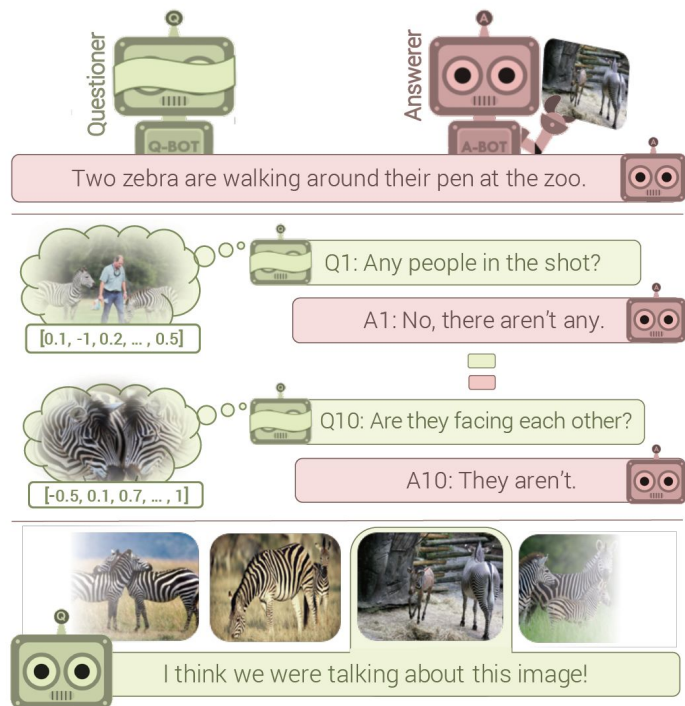 Q
A
Questioner
Answerer
Q-BOT
A-BOT
A
Two zebra are walking around their pen at the zoo.
Q
Q1: Any people in the shot?
[0.1, -1, 0.2, ... , 0.5]
A
A1: No, there aren't any.
Q
Q10: Are they facing each other?
[-0.5, 0.1, 0.7, ... , 1]
A
A10: They aren't.
Q
I think we were talking about this image!